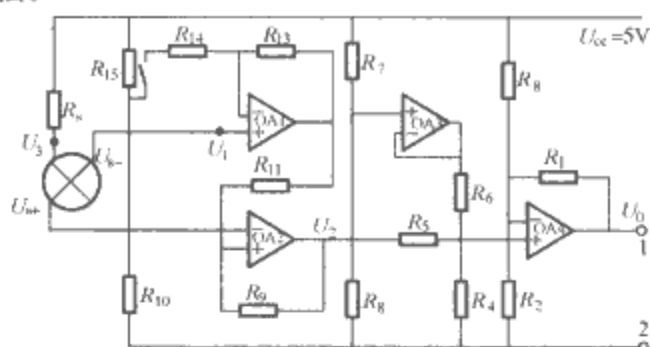 R15
R14
R13
R7
Ucc=5V
R8
Rs
OA1
OA3
U3
Us-
U1
R1
R11
R6
Us+
OA2
U2
R5
OA4
U0
1
R10
R9
R8
R4
R2
2